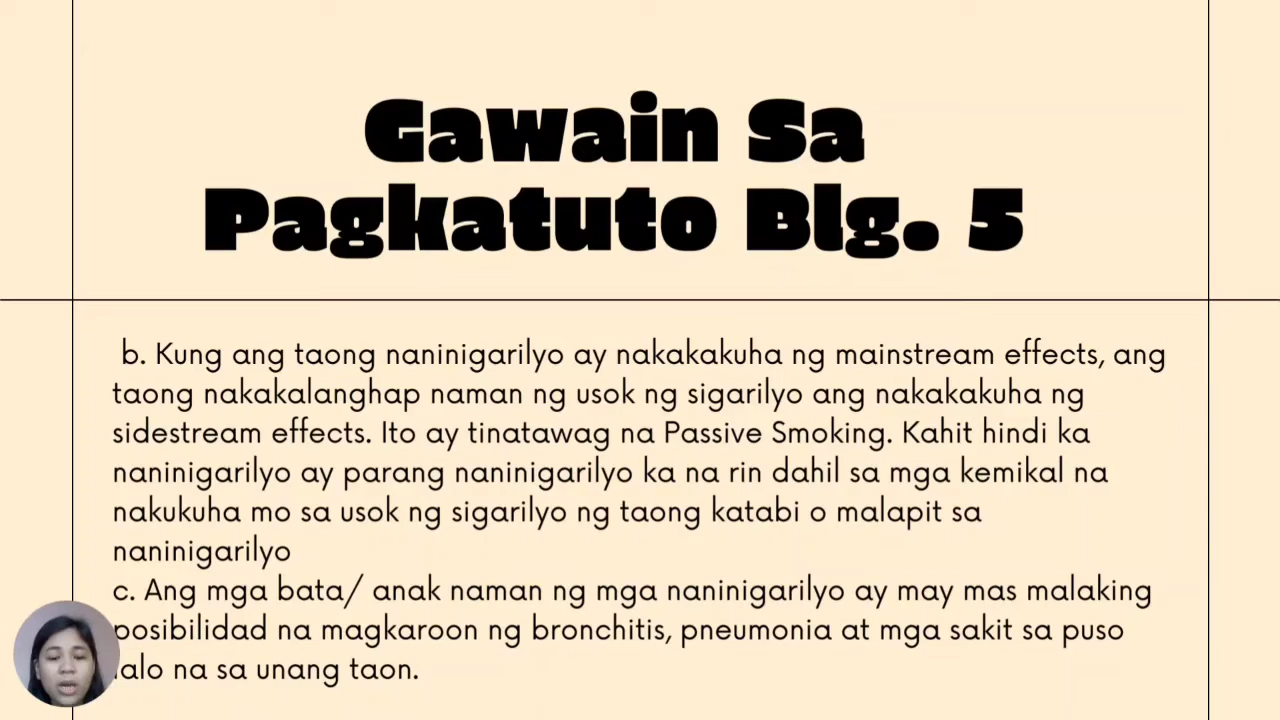 Gawain Sa
Pagkatuto Blg. 5
b. Kung ang taong naninigarilyo ay nakakakuha ng mainstream effects, ang
taong nakakalanghap naman ng usok ng sigarilyo ang nakakakuha ng
sidestream effects. Ito ay tinatawag na Passive Smoking. Kahit hindi ka
naninigarilyo ay parang naninigarilyo ka na rin dahil sa mga kemikal na
nakukuha mo sa usok ng sigarilyo ng taong katabi o malapit sa
naninigarilyo
c. Ang mga bata/ anak naman ng mga naninigarilyo ay may mas malaking
posibilidad na magkaroon ng bronchitis, pneumonia at mga sakit sa puso
lalo na sa unang taon.